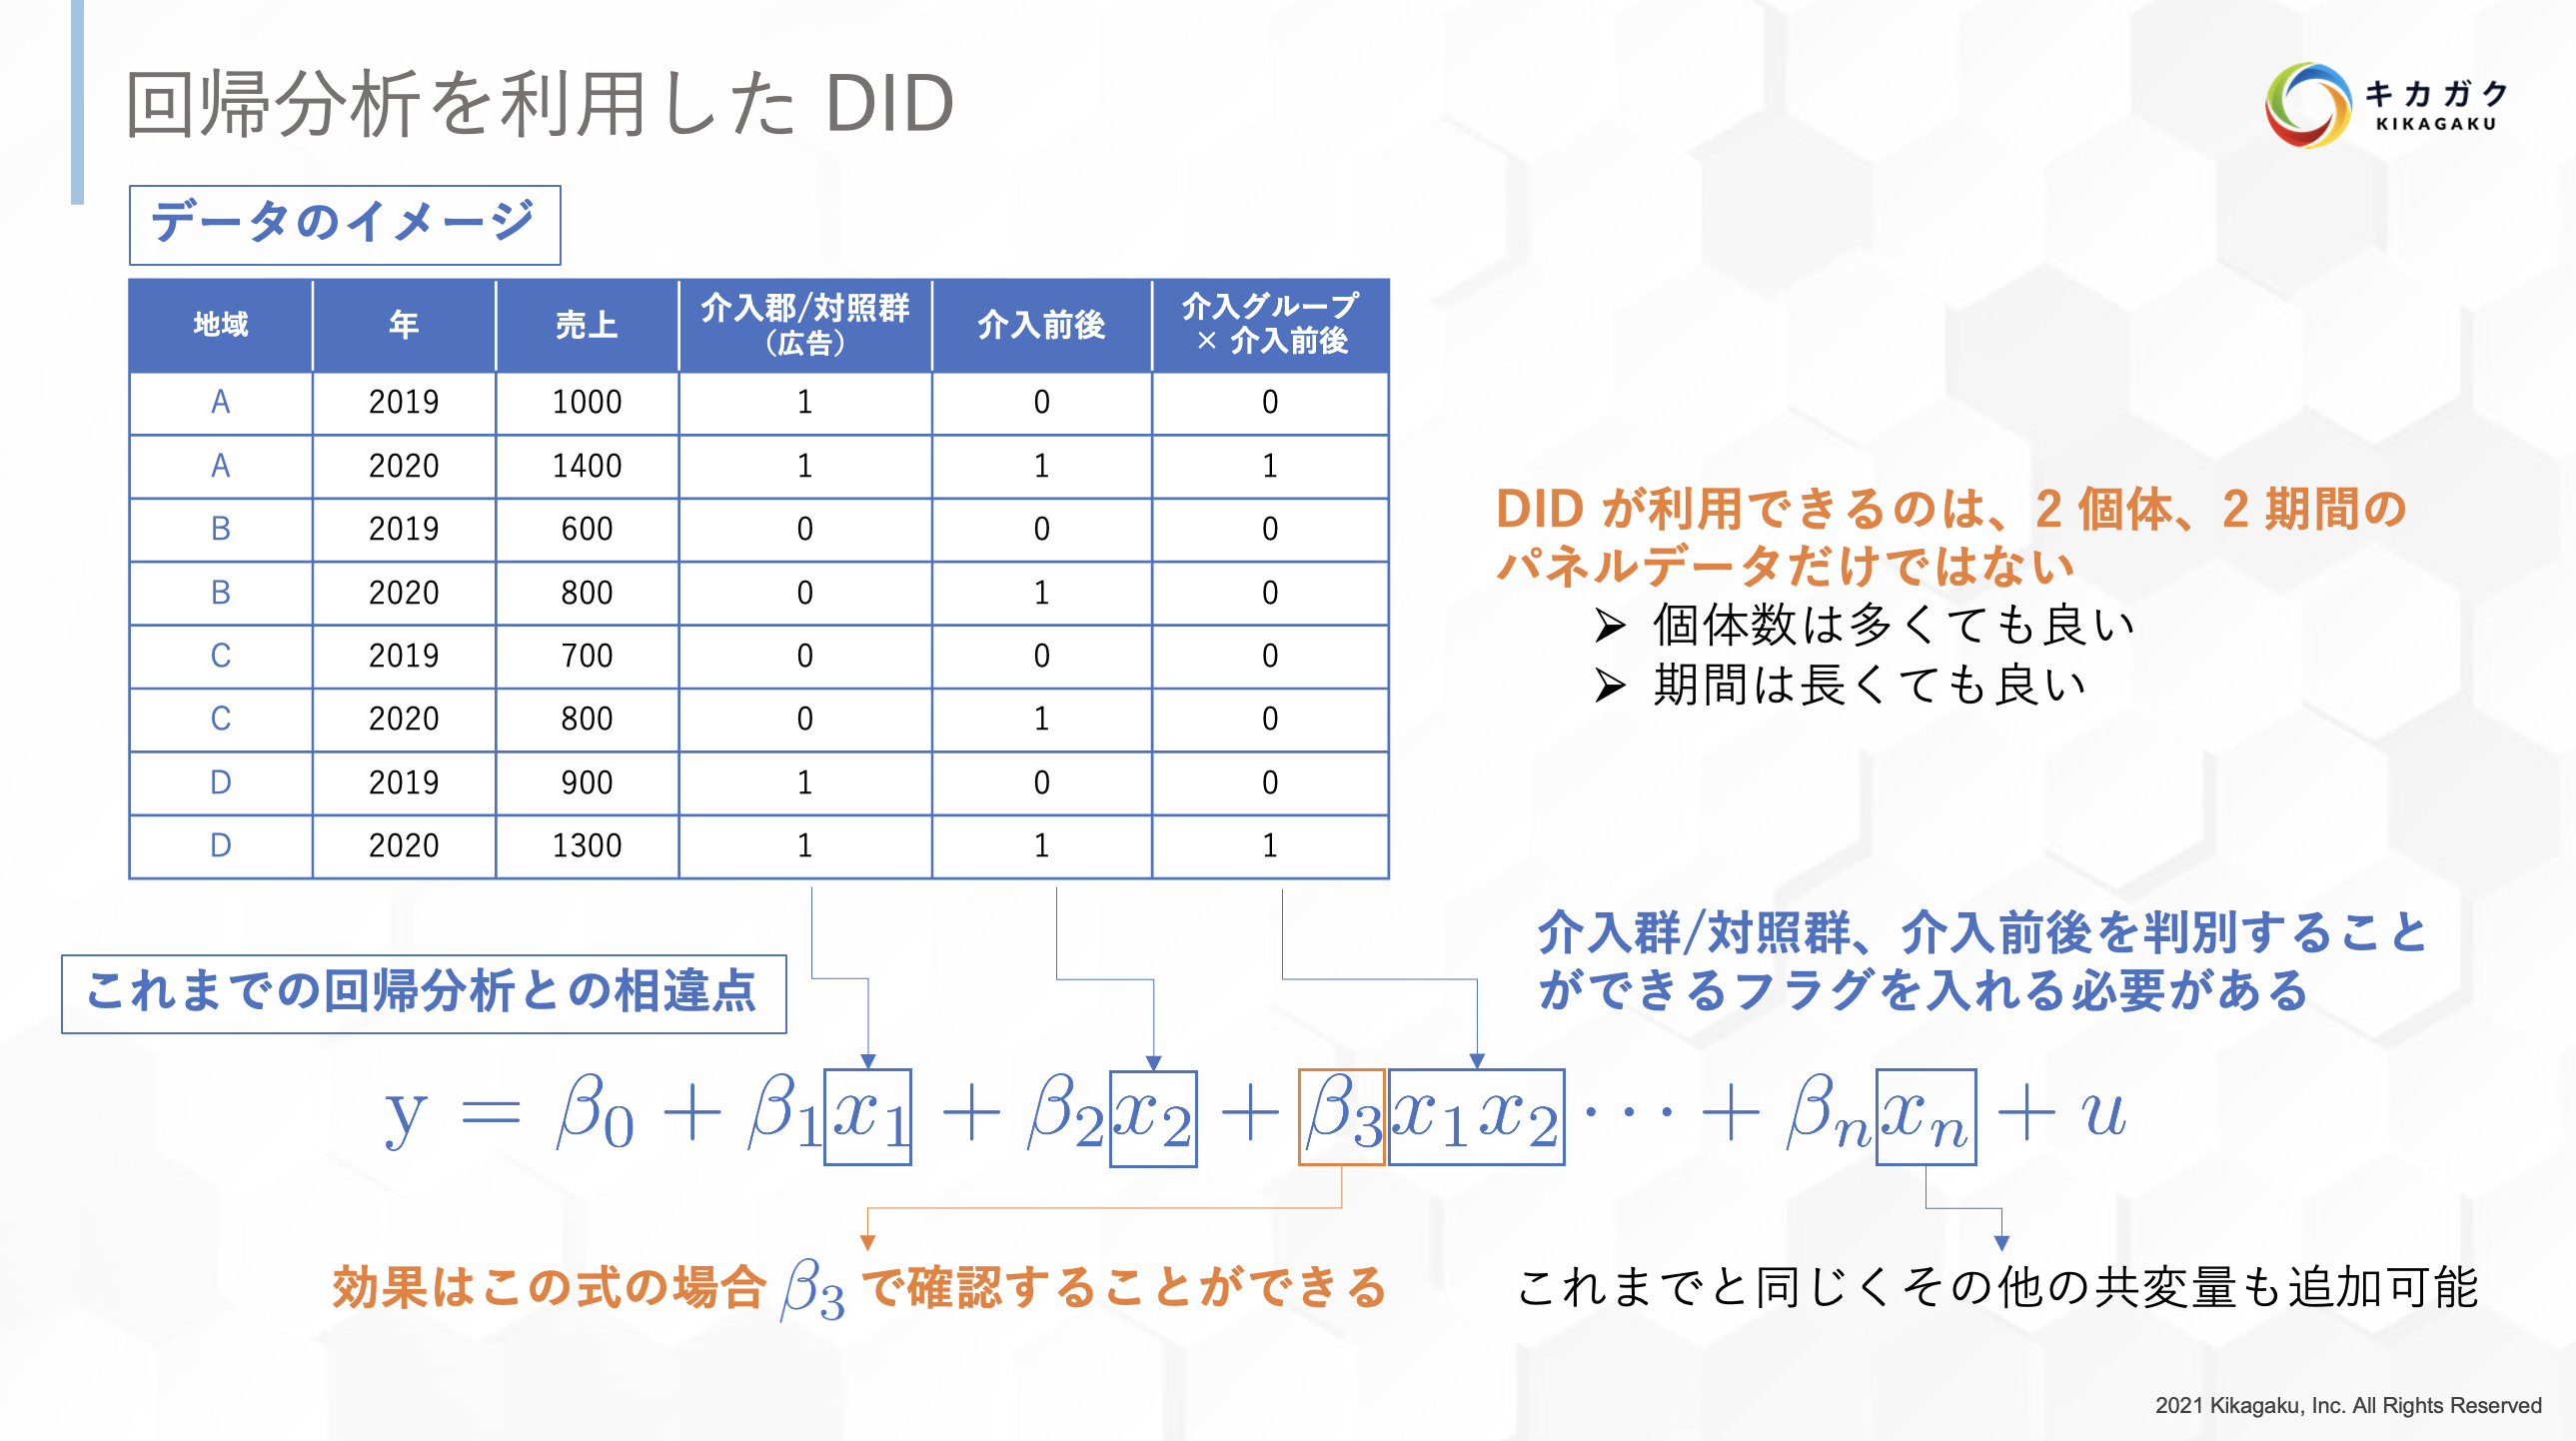 回帰分析を利用した DID
キカガク
KIKAGAKU
データのイメージ
地域 年 売上 介入郡/対照群（広告） 介入前後 介入グループ × 介入前後
A 2019 1000 1 0 0
A 2020 1400 1 1 1
B 2019 600 0 0 0
B 2020 800 0 1 0
C 2019 700 0 0 0
C 2020 800 0 1 0
D 2019 900 1 0 0
D 2020 1300 1 1 1
DID が利用できるのは、2 個体、2 期間の
パネルデータだけではない
➢ 個体数は多くても良い
➢ 期間は長くても良い
これまでの回帰分析との相違点
介入群/対照群、介入前後を判別すること
ができるフラグを入れる必要がある
y = β0 + β1x1 + β2x2 + β3x1x2 ⋯ + βnxn + u
効果はこの式の場合 β3 で確認することができる
これまでと同じくその他の共変量も追加可能
2021 Kikagaku, Inc. All Rights Reserved